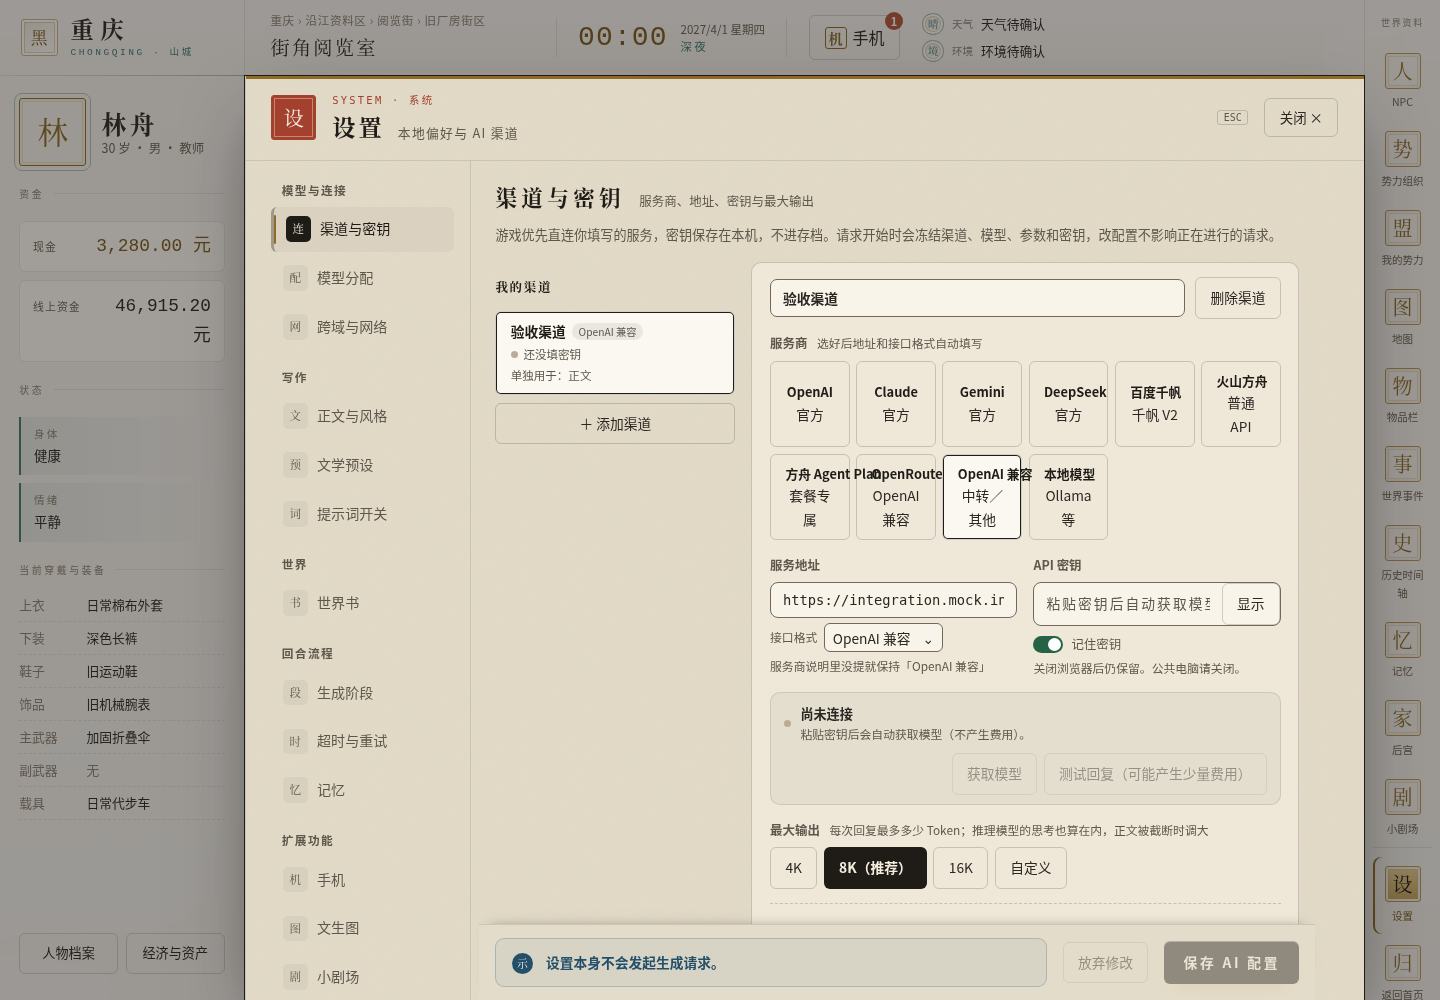 黑
重庆
CHONGQING · 山城
重庆 › 沿江资料区 › 阅览街 › 旧厂房街区
街角阅览室
00:00
2027/4/1 星期四
深夜
机 手机 1
晴 天气 天气待确认
境 环境 环境待确认
林
林舟
30 岁 • 男 • 教师
资金
现金 3,280.00 元
线上资金 46,915.20
元
状态
身体
健康
情绪
平静
当前穿戴与装备
上衣 日常棉布外套
下装 深色长裤
鞋子 旧运动鞋
饰品 旧机械腕表
主武器 加固折叠伞
副武器 无
载具 日常代步车
人物档案 经济与资产
设
SYSTEM · 系统
设置 本地偏好与 AI 渠道
ESC 关闭 ×
模型与连接
连 渠道与密钥
配 模型分配
网 跨域与网络
写作
文 正文与风格
预 文学预设
词 提示词开关
世界
书 世界书
回合流程
段 生成阶段
时 超时与重试
忆 记忆
扩展功能
机 手机
图 文生图
剧 小剧场
渠道与密钥 服务商、地址、密钥与最大输出
游戏优先直连你填写的服务，密钥保存在本机，不进存档。请求开始时会冻结渠道、模型、参数和密钥，改配置不影响正在进行的请求。
我的渠道
验收渠道 OpenAI 兼容
还没填密钥
单独用于：正文
＋ 添加渠道
验收渠道 删除渠道
服务商 选好后地址和接口格式自动填写
OpenAI
官方
Claude
官方
Gemini
官方
DeepSeek
官方
百度千帆
千帆 V2
火山方舟
普通
API
方舟 Agent Plan
套餐专
属
OpenRoute
OpenAI
兼容
OpenAI 兼容
中转／
其他
本地模型
Ollama
等
服务地址
https://integration.mock.in
接口格式 OpenAI 兼容
服务商说明里没提就保持「OpenAI 兼容」
API 密钥
粘贴密钥后自动获取模型 显示
记住密钥
关闭浏览器后仍保留。公共电脑请关闭。
尚未连接
粘贴密钥后会自动获取模型（不产生费用）。
获取模型 测试回复（可能产生少量费用）
最大输出 每次回复最多多少 Token；推理模型的思考也算在内，正文被截断时调大
4K 8K（推荐） 16K 自定义
示 设置本身不会发起生成请求。
放弃修改 保存 AI 配置
世界资料
人
NPC
势
势力组织
盟
我的势力
图
地图
物
物品栏
事
世界事件
史
历史时间
轴
忆
记忆
家
后宫
剧
小剧场
设
设置
归
返回首页